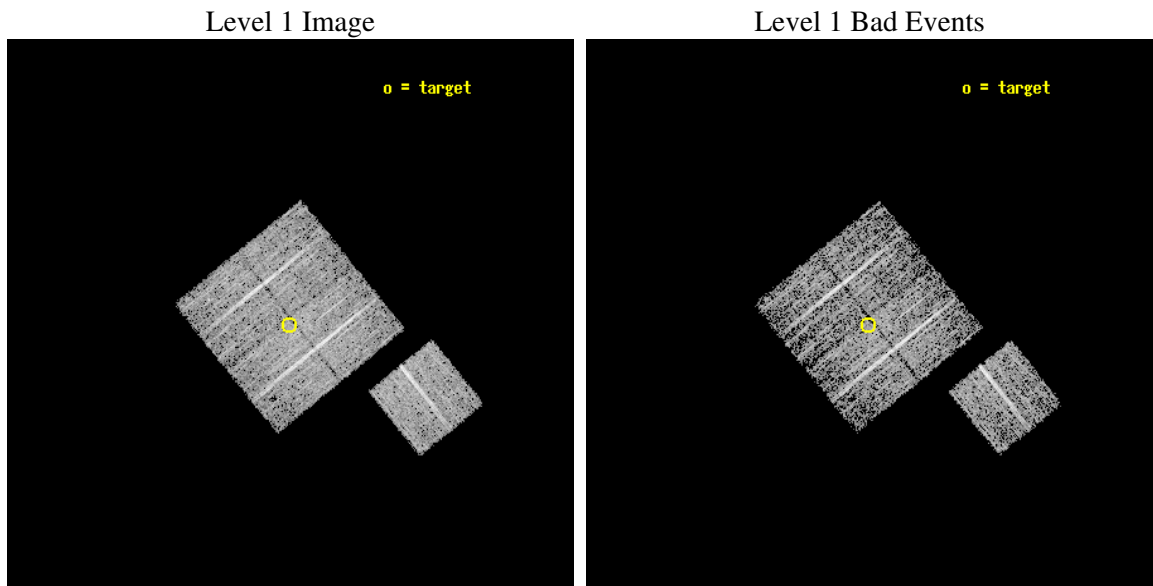 Level 1 Image
Level 1 Bad Events
o = target
o = target